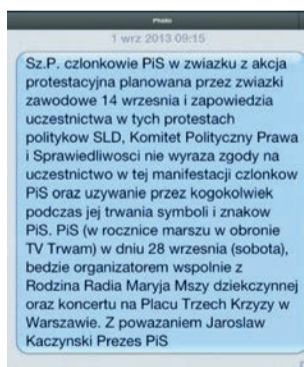 Photo
1 wrz 2013 09:15
Sz.P. czlonkowie PiS w zwiazku z akcja
protestacyjna planowana przez zwiazki
zawodowe 14 wrzesnia i zapowiedzia
uczestnictwa w tych protestach
politykow SLD, Komitet Polityczny Prawa
i Sprawiedliwosci nie wyraza zgody na
uczestnictwo w tej manifestacji czlonkow
PiS oraz uzywanie przez kogokolwiek
podczas jej trwania symboli i znakow
PiS. PiS (w rocznice marszu w obronie
TV Trwam) w dniu 28 wrzesnia (sobota),
bedzie organizatorem wspolnie z
Rodzina Radia Maryja Mszy dziekczynnej
oraz koncertu na Placu Trzech Krzyzy w
Warszawie. Z powazaniem Jaroslaw
Kaczynski Prezes PiS